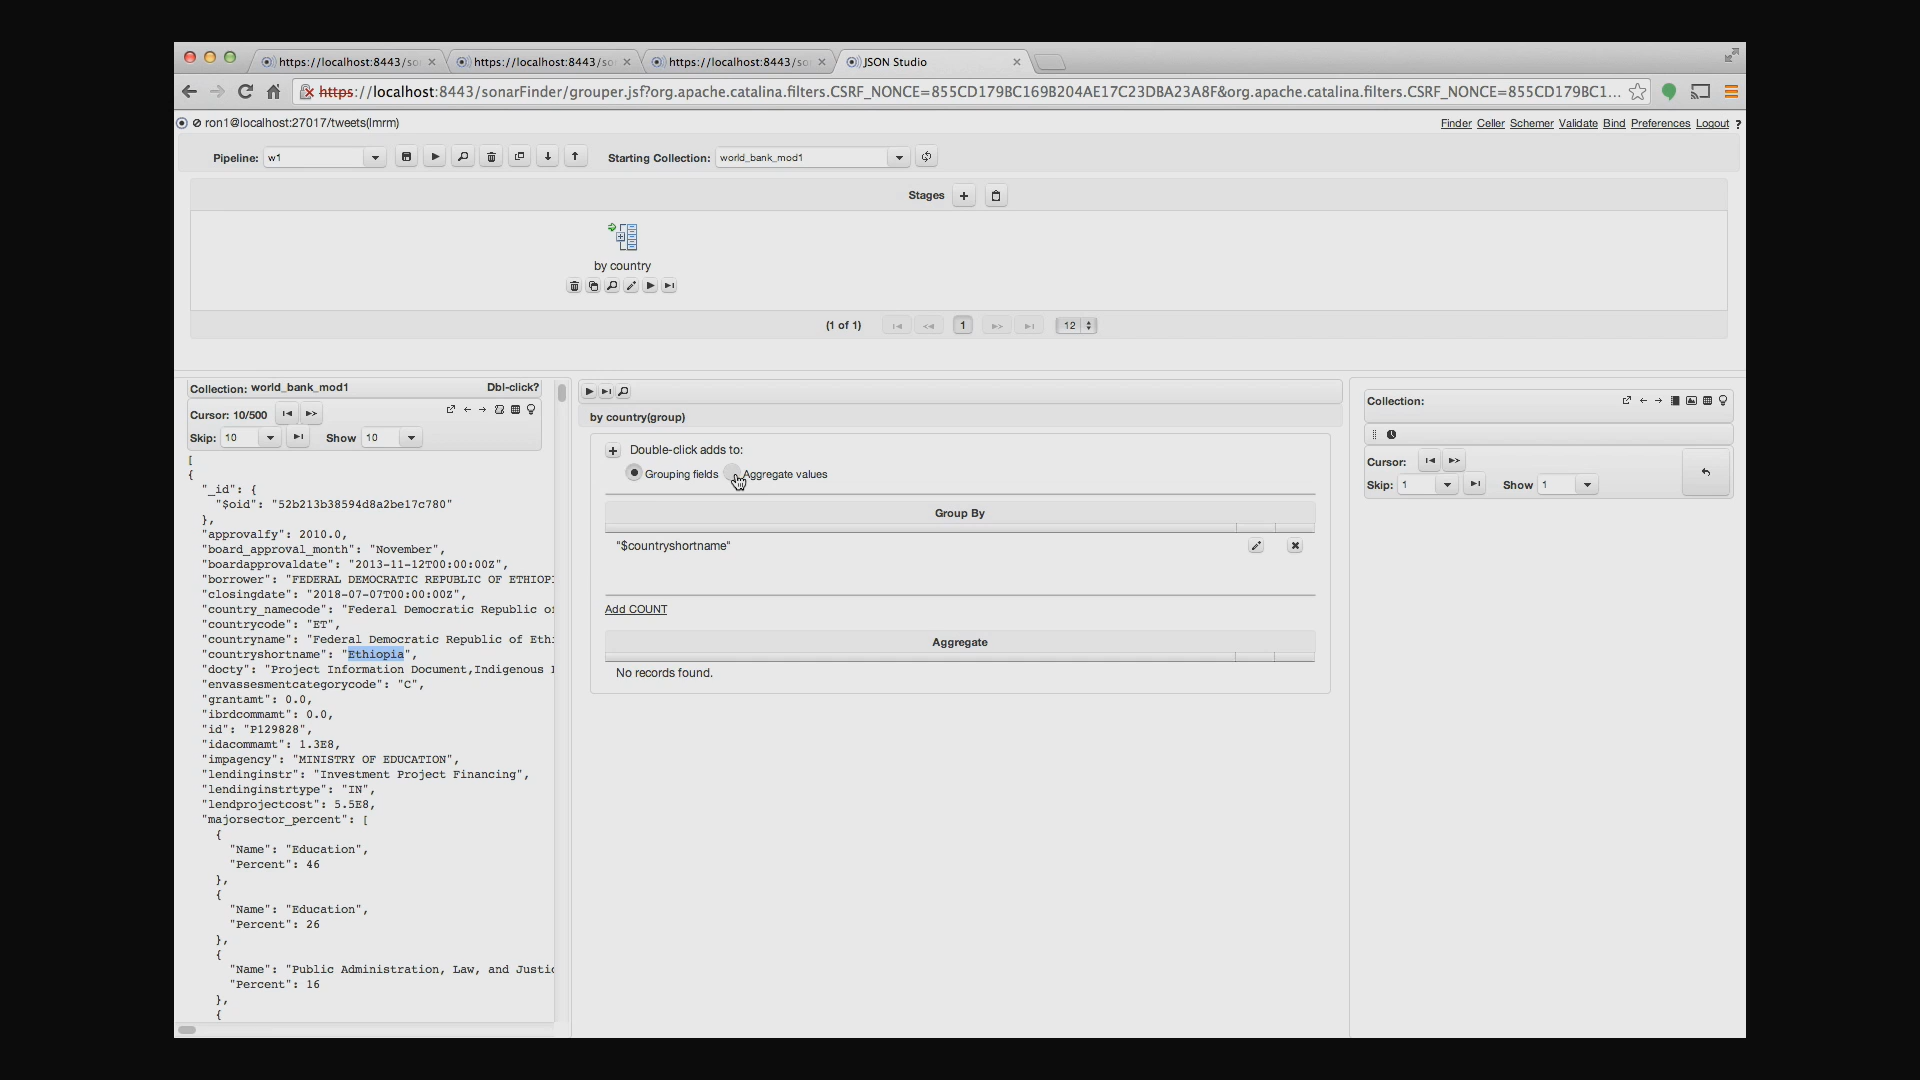 https://localhost:8443/so
https://localhost:8443/so
https://localhost:8443/so
JSON Studio
https://localhost:8443/sonarFinder/grouper.jsf?org.apache.catalina.filters.CSRF_NONCE=855CD179BC169B204AE17C23DBA23A8F&org.apache.catalina.filters.CSRF_NONCE=855CD179BC1...
ron1@localhost:27017/tweets(lmrm)
Finder Celler Schemer Validate Bind Preferences Logout ?
Pipeline: w1
Starting Collection: world_bank_mod1
Stages
by country
(1 of 1)
1
12
Collection: world_bank_mod1
Dbl-click?
Cursor: 10/500
Skip: 10
Show 10
[
{
"_id": {
"$oid": "52b213b38594d8a2be17c780"
},
"approvalfy": 2010.0,
"board_approval_month": "November",
"boardapprovaldate": "2013-11-12T00:00:00Z",
"borrower": "FEDERAL DEMOCRATIC REPUBLIC OF ETHIOPI
"closingdate": "2018-07-07T00:00:00Z",
"country_namecode": "Federal Democratic Republic of
"countrycode": "ET",
"countryname": "Federal Democratic Republic of Ethi
"countryshortname": "Ethiopia",
"docty": "Project Information Document,Indigenous
"envassesmentcategorycode": "C",
"grantamt": 0.0,
"ibrdcommamt": 0.0,
"id": "P129828",
"idacommamt": 1.3E8,
"impagency": "MINISTRY OF EDUCATION",
"lendinginstr": "Investment Project Financing",
"lendinginstrtype": "IN",
"lendprojectcost": 5.5E8,
"majorsector_percent": [
{
"Name": "Education",
"Percent": 46
},
{
"Name": "Education",
"Percent": 26
},
{
"Name": "Public Administration, Law, and Justic
"Percent": 16
},
{
by country(group)
Double-click adds to:
Grouping fields
Aggregate values
Group By
"$countryshortname"
Add COUNT
Aggregate
No records found.
Collection:
Cursor:
Skip: 1
Show 1